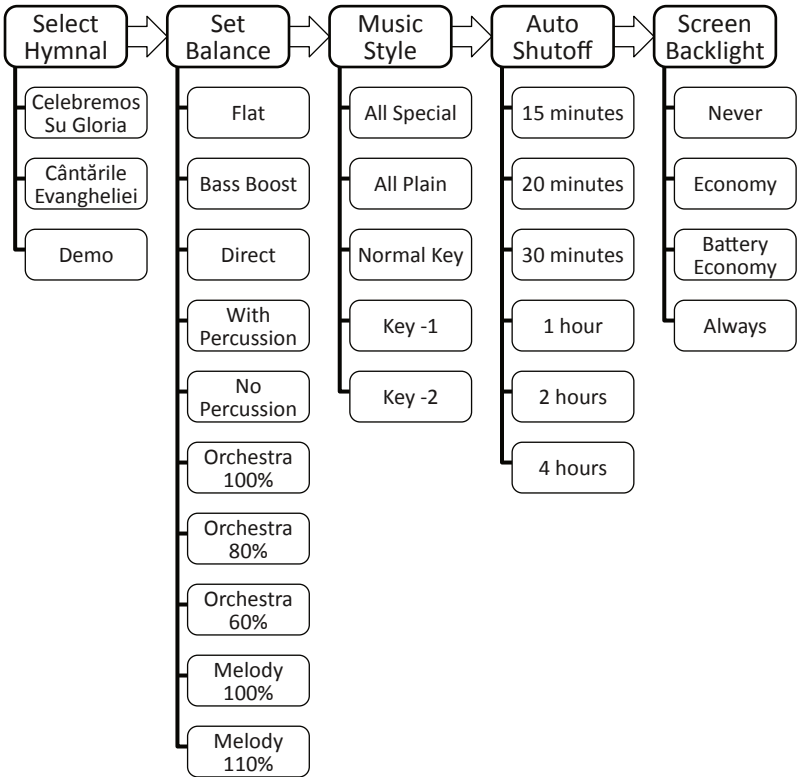 Select
Hymnal
Set
Balance
Music
Style
Auto
Shutoff
Screen
Backlight
Celebremos
Su Gloria
Cântările
Evangheliei
Demo
Flat
Bass Boost
Direct
With
Percussion
No
Percussion
Orchestra
100%
Orchestra
80%
Orchestra
60%
Melody
100%
Melody
110%
All Special
All Plain
Normal Key
Key -1
Key -2
15 minutes
20 minutes
30 minutes
1 hour
2 hours
4 hours
Never
Economy
Battery
Economy
Always